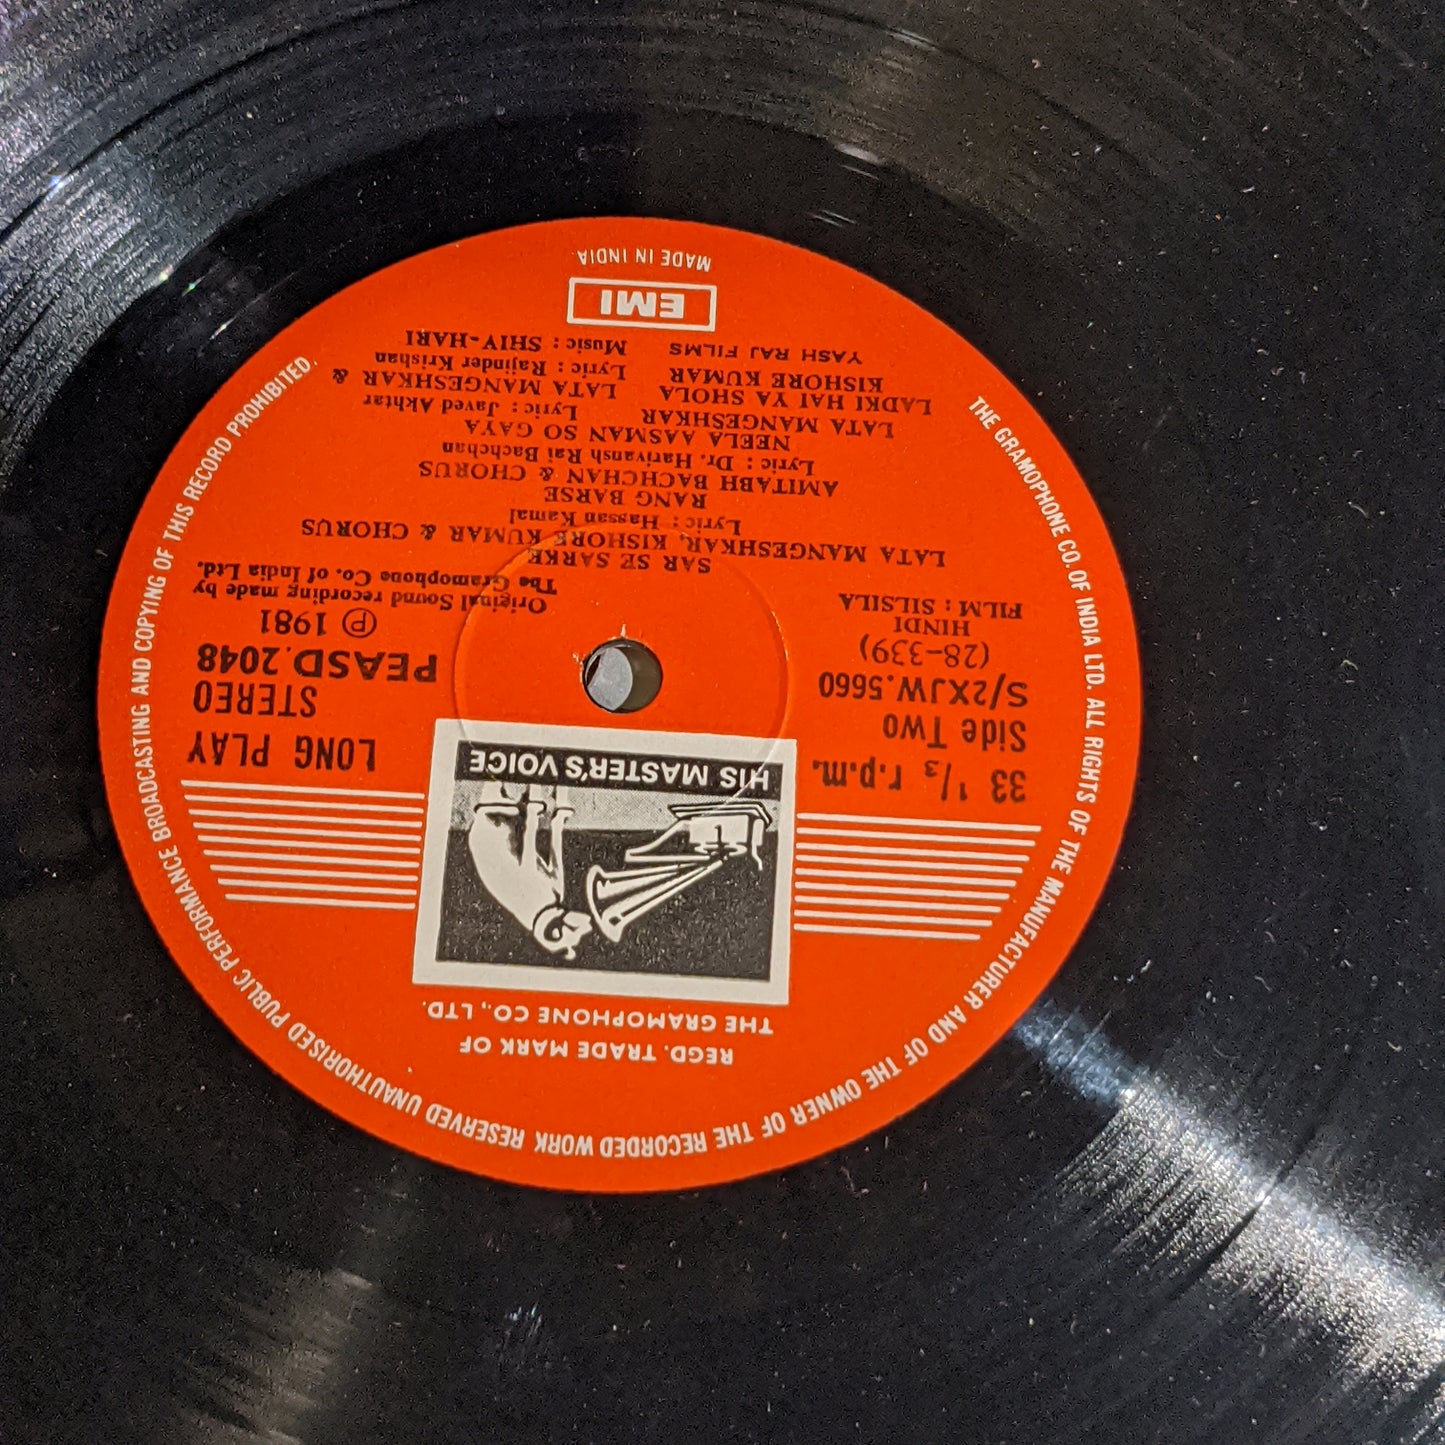 REGD. TRADE MARK OF
THE GRAMOPHONE CO., LTD.
HIS MASTER'S VOICE
33 1/3 r.p.m.
Side Two
S/2XJW.5660
(28-339)
HINDI
FILM : SILSILA
LONG PLAY
STEREO
PEASD.2048
Ⓟ 1981
Original Sound recording made by
The Gramophone Co. of India Ltd.
SAR SE SARKE
LATA MANGESHKAR, KISHORE KUMAR & CHORUS
Lyric : Hassan Kamal
RANG BARSE
AMITABH BACHCHAN & CHORUS
Lyric : Dr. Harivansh Rai Bachchan
NEELA AASMAN SO GAYA
LATA MANGESHKAR Lyric : Javed Akhtar
LADKI HAI YA SHOLA LATA MANGESHKAR &
KISHORE KUMAR Lyric : Rajinder Krishan
YASH RAJ FILMS Music : SHIV-HARI
EMI
MADE IN INDIA
THE GRAMOPHONE CO. OF INDIA LTD. ALL RIGHTS OF THE MANUFACTURER AND OF THE OWNER OF THE RECORDED WORK RESERVED UNAUTHORISED PUBLIC PERFORMANCE BROADCASTING AND COPYING OF THIS RECORD PROHIBITED.